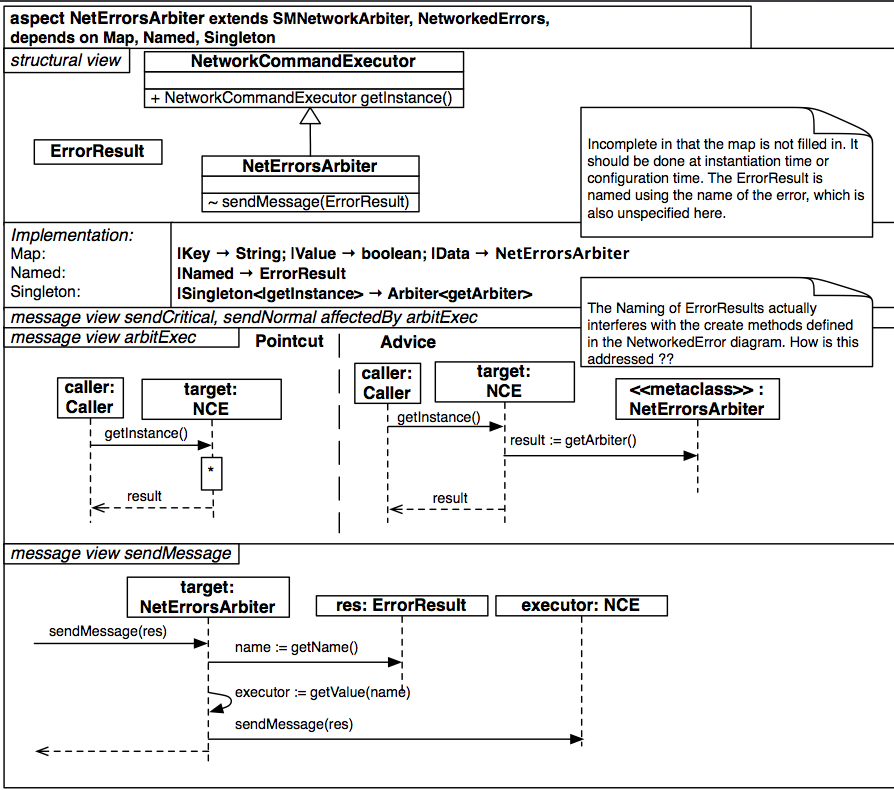 aspect NetErrorsArbiter extends SMNetworkArbiter, NetworkedErrors,
depends on Map, Named, Singleton
structural view
NetworkCommandExecutor
+ NetworkCommandExecutor getInstance()
ErrorResult
NetErrorsArbiter
~ sendMessage(ErrorResult)
Incomplete in that the map is not filled in. It
should be done at instantiation time or
configuration time. The ErrorResult is
named using the name of the error, which is
also unspecified here.
Implementation:
Map: |Key → String; |Value → boolean; |Data → NetErrorsArbiter
Named: |Named → ErrorResult
Singleton: |Singleton<|getInstance> → Arbiter<getArbiter>
The Naming of ErrorResults actually
interferes with the create methods defined
in the NetworkedError diagram. How is this
addressed ??
message view sendCritical, sendNormal affectedBy arbitExec
message view arbitExec
Pointcut
Advice
caller:
Caller
target:
NCE
getInstance()
*
result
caller:
Caller
target:
NCE
<<metaclass>> :
NetErrorsArbiter
getInstance()
result := getArbiter()
result
message view sendMessage
target:
NetErrorsArbiter
res: ErrorResult
executor: NCE
sendMessage(res)
name := getName()
executor := getValue(name)
sendMessage(res)